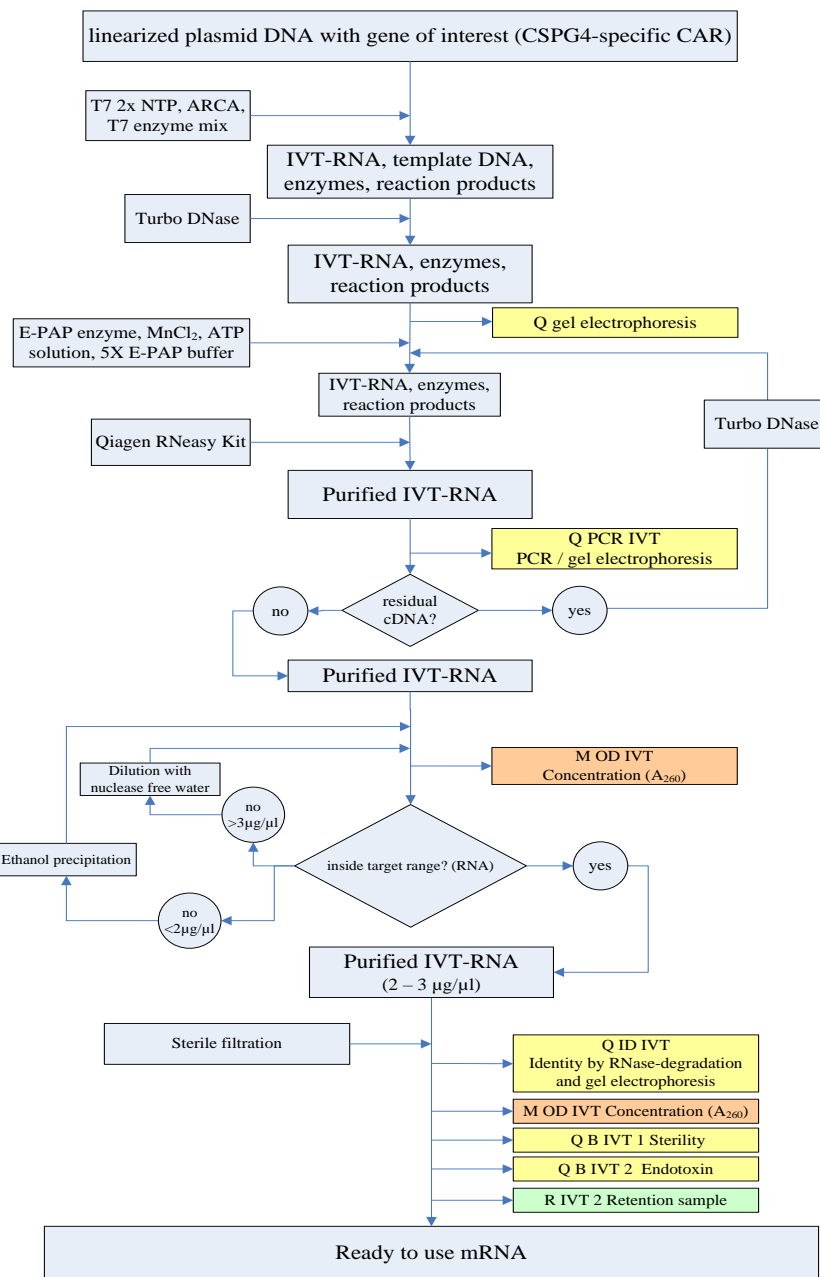 linearized plasmid DNA with gene of interest (CSPG4-specific CAR)
T7 2x NTP, ARCA,
T7 enzyme mix
IVT-RNA, template DNA,
enzymes, reaction products
Turbo DNase
IVT-RNA, enzymes,
reaction products
Q gel electrophoresis
E-PAP enzyme, MnCl₂, ATP
solution, 5X E-PAP buffer
IVT-RNA, enzymes,
reaction products
Turbo DNase
Qiagen RNeasy Kit
Purified IVT-RNA
Q PCR IVT
PCR / gel electrophoresis
no
residual
cDNA?
yes
Purified IVT-RNA
M OD IVT
Concentration (A₂₆₀)
Dilution with
nuclease free water
no
>3µg/µl
Ethanol precipitation
inside target range? (RNA)
yes
no
<2µg/µl
Purified IVT-RNA
(2 – 3 µg/µl)
Sterile filtration
Q ID IVT
Identity by RNase-degradation
and gel electrophoresis
M OD IVT Concentration (A₂₆₀)
Q B IVT 1 Sterility
Q B IVT 2 Endotoxin
R IVT 2 Retention sample
Ready to use mRNA